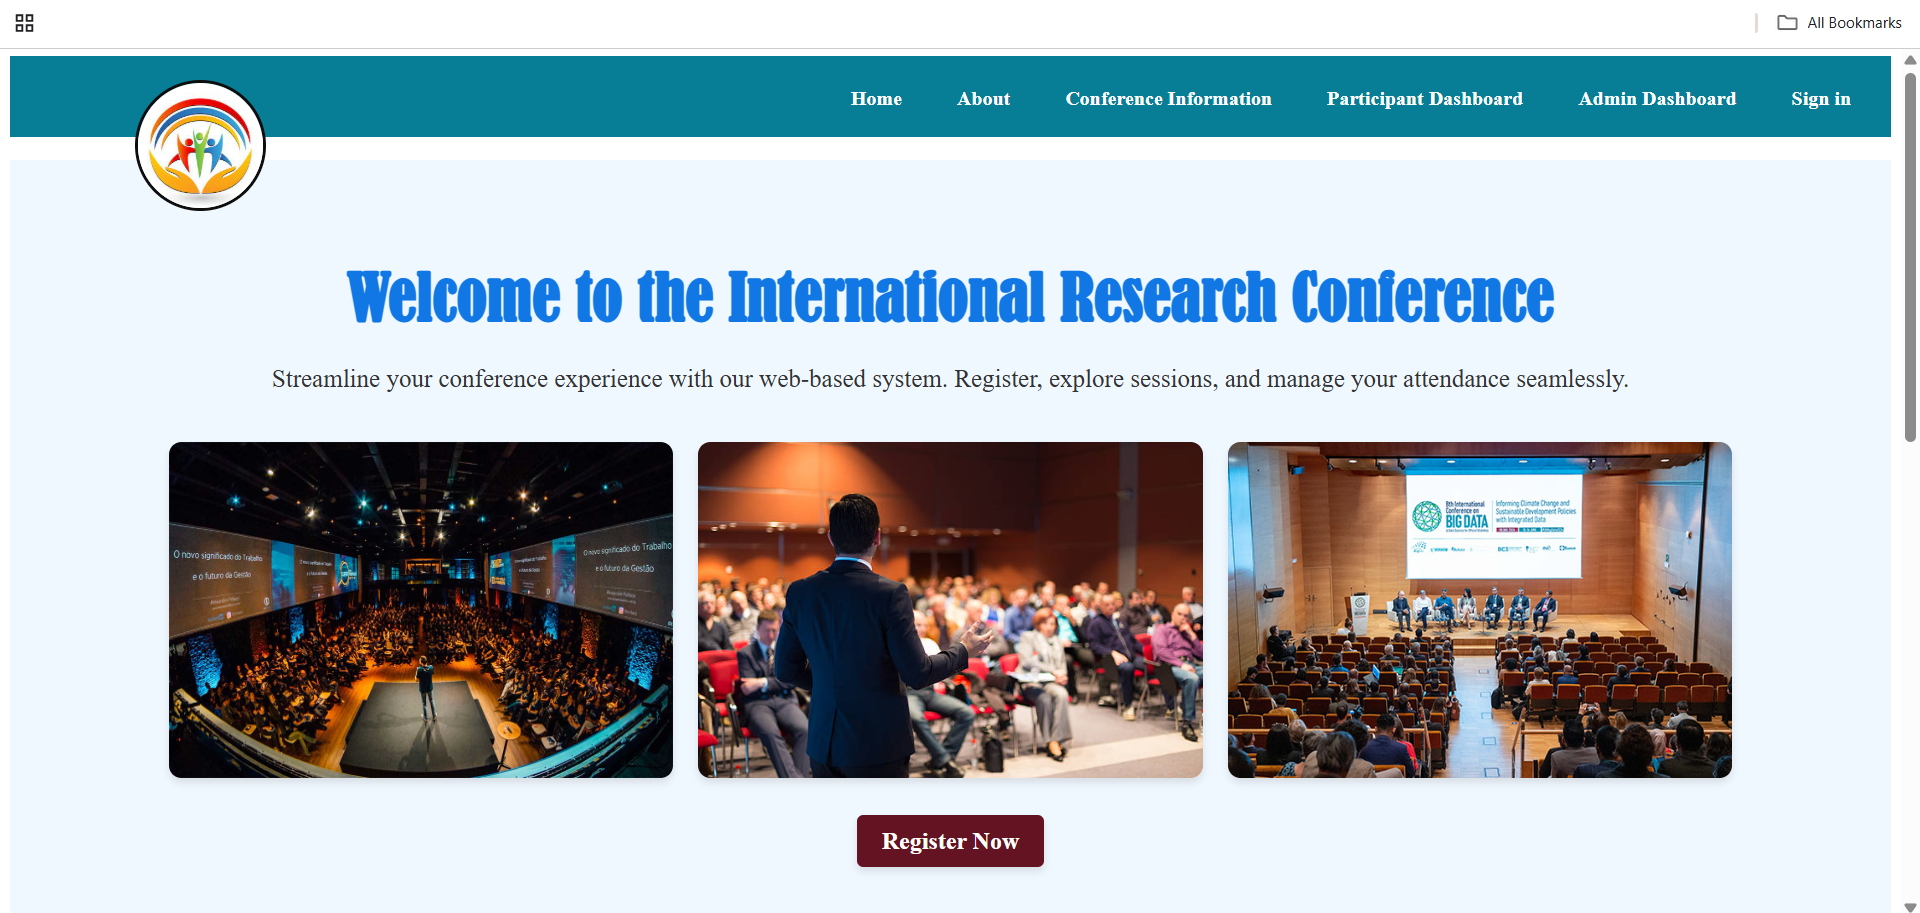 All Bookmarks
Home
About
Conference Information
Participant Dashboard
Admin Dashboard
Sign in
Welcome to the International Research Conference
Streamline your conference experience with our web-based system. Register, explore sessions, and manage your attendance seamlessly.
O novo significado do Trabalho
e o futuro da Gestão
O novo significado do Trabalho
e o futuro da Gestão
8th International
Conference on
BIG DATA
Informing Climate Change and
Sustainable Development Policies
with Integrated Data
Register Now